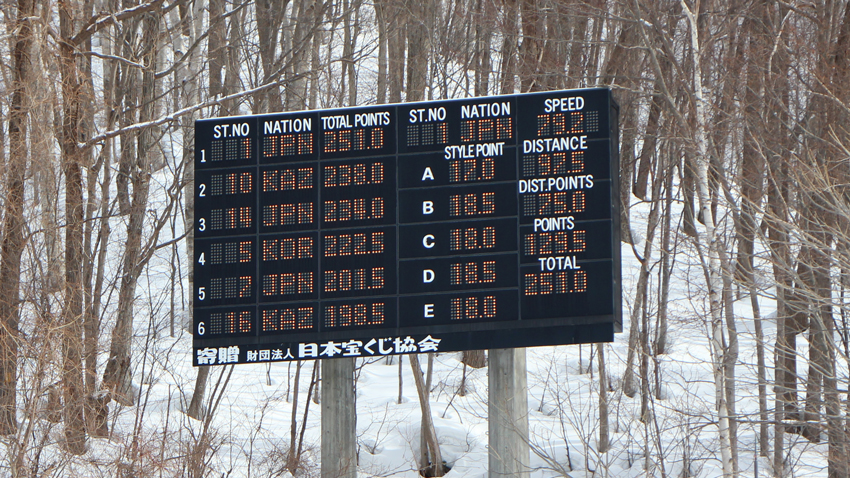 ST.NO NATION TOTAL POINTS
1 1 JPN 251.0
2 10 KAZ 238.0
3 14 JPN
4 5 KOR 222.5
5 7 JPN 201.5
6 16 KAZ 198.5
ST.NO NATION
1 JPN
STYLE POINT
A 17.0
B 18.5
C 18.0
D 18.5
E 18.0
SPEED
79.2
DISTANCE
97.5
DIST.POINTS
75.0
POINTS
129.5
TOTAL
251.0
寄贈 財団法人 日本宝くじ協会